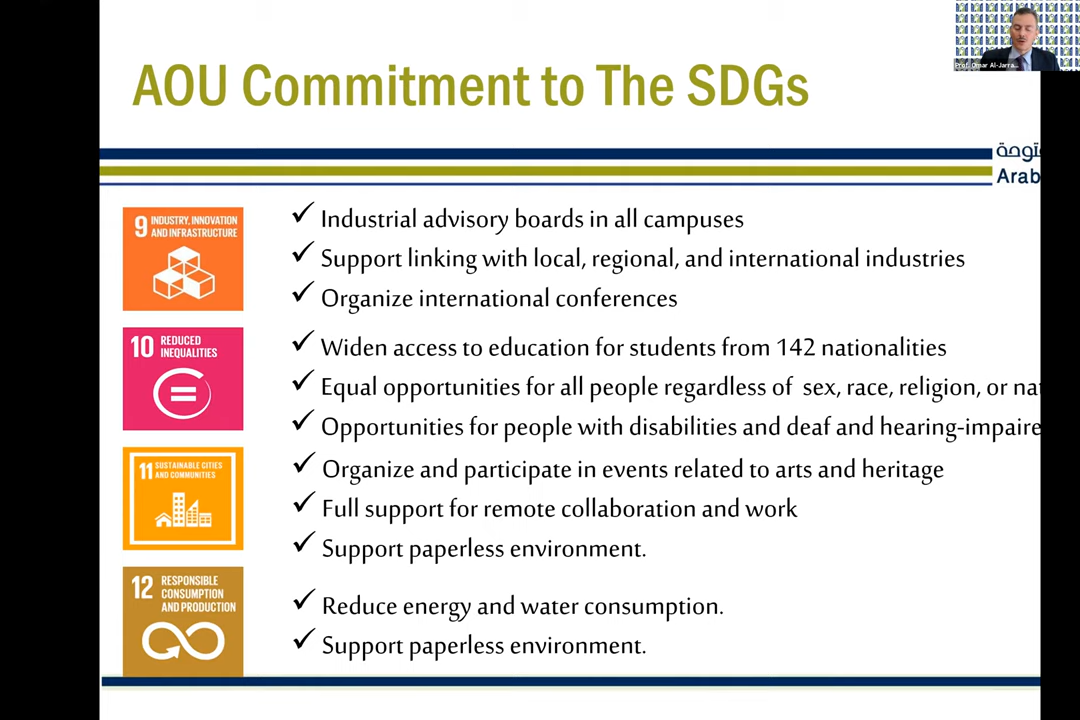 Prof. Omar Al-Jarra...
AOU Commitment to The SDGs
توحة
Arab
9 INDUSTRY, INNOVATION
AND INFRASTRUCTURE
✓ Industrial advisory boards in all campuses
✓ Support linking with local, regional, and international industries
✓ Organize international conferences
10 REDUCED
INEQUALITIES
✓ Widen access to education for students from 142 nationalities
✓ Equal opportunities for all people regardless of sex, race, religion, or nat
✓ Opportunities for people with disabilities and deaf and hearing-impaire
11 SUSTAINABLE CITIES
AND COMMUNITIES
✓ Organize and participate in events related to arts and heritage
✓ Full support for remote collaboration and work
✓ Support paperless environment.
12 RESPONSIBLE
CONSUMPTION
AND PRODUCTION
✓ Reduce energy and water consumption.
✓ Support paperless environment.